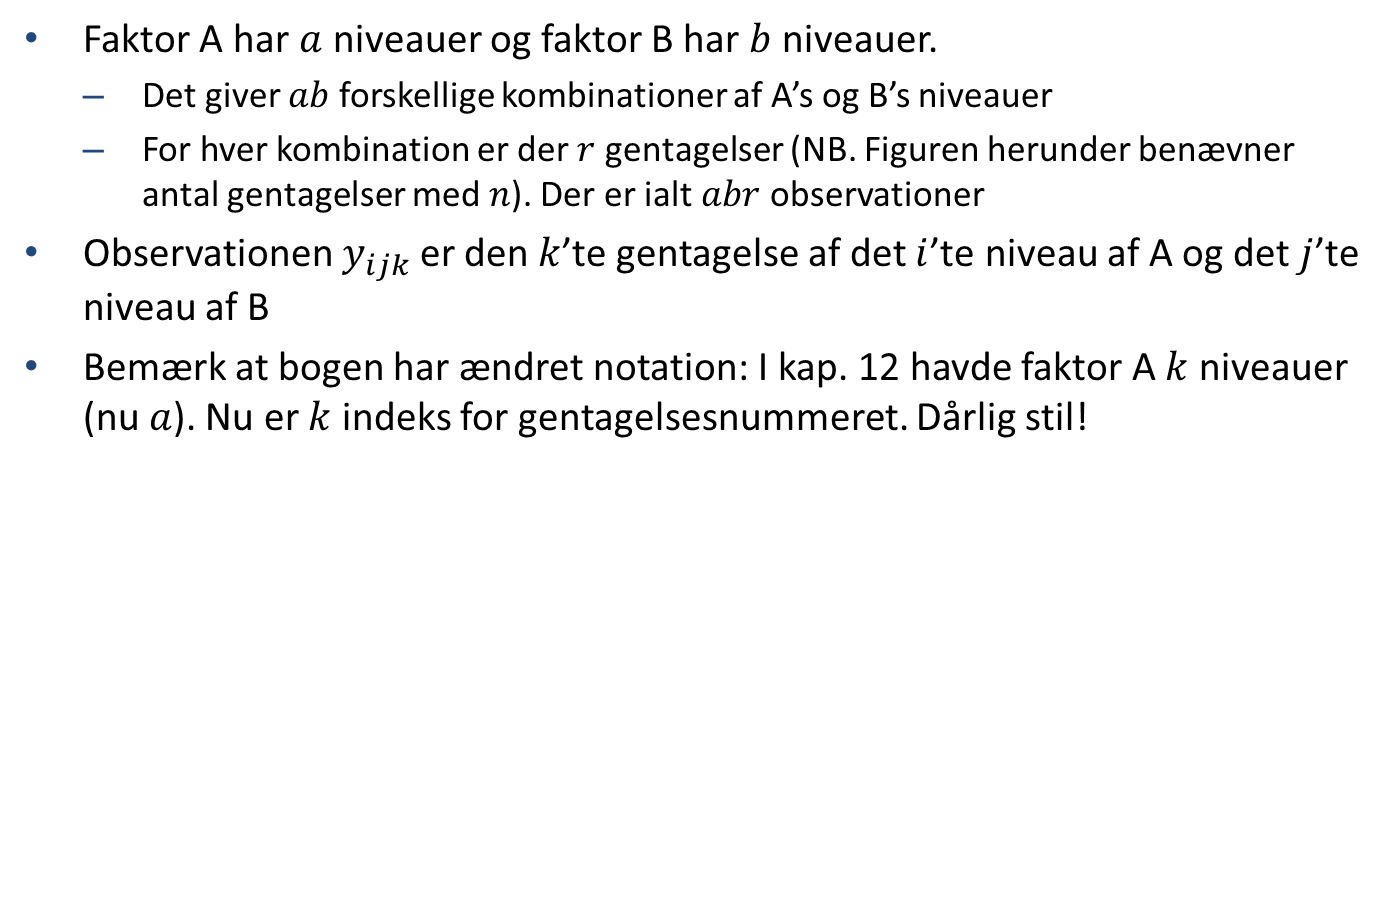 • Faktor A har a niveauer og faktor B har b niveauer.
– Det giver ab forskellige kombinationer af A’s og B’s niveauer
– For hver kombination er der r gentagelser (NB. Figuren herunder benævner
antal gentagelser med n). Der er ialt abr observationer
• Observationen y_{ijk} er den k’te gentagelse af det i’te niveau af A og det j’te
niveau af B
• Bemærk at bogen har ændret notation: I kap. 12 havde faktor A k niveauer
(nu a). Nu er k indeks for gentagelsesnummeret. Dårlig stil!